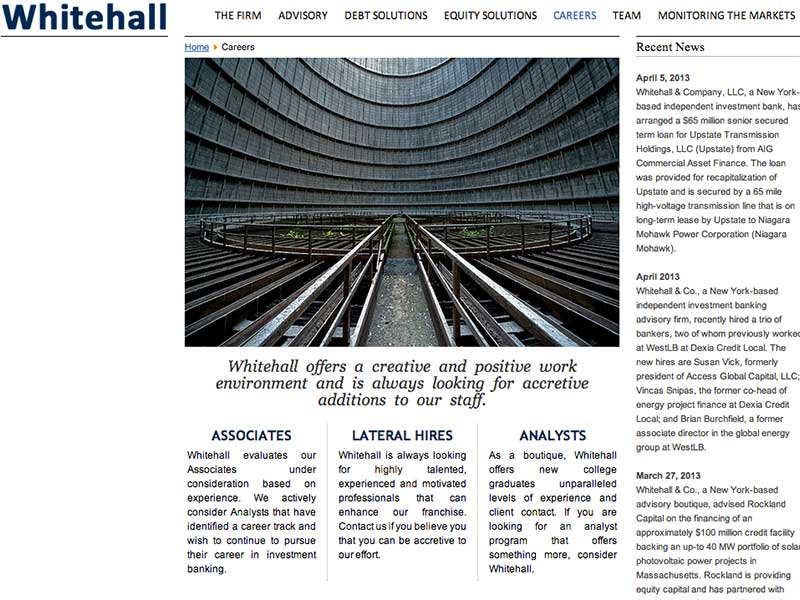 Whitehall
THE FIRM ADVISORY DEBT SOLUTIONS EQUITY SOLUTIONS CAREERS TEAM MONITORING THE MARKETS
Home Careers
Whitehall offers a creative and positive work
environment and is always looking for accretive
additions to our staff.
ASSOCIATES
Whitehall evaluates our
Associates under
consideration based on
experience. We actively
consider Analysts that have
identified a career track and
wish to continue to pursue
their career in investment
banking.
LATERAL HIRES
Whitehall is always looking
for highly talented,
experienced and motivated
professionals that can
enhance our franchise.
Contact us if you believe you
that you can be accretive to
our effort.
ANALYSTS
As a boutique, Whitehall
offers new college
graduates unparalleled
levels of experience and
client contact. If you are
looking for an analyst
program that offers
something more, consider
Whitehall.
Recent News
April 5, 2013
Whitehall & Company, LLC, a New York-
based independent investment bank, has
arranged a $65 million senior secured
term loan for Upstate Transmission
Holdings, LLC (Upstate) from AIG
Commercial Asset Finance. The loan
was provided for recapitalization of
Upstate and is secured by a 65 mile
high-voltage transmission line that is on
long-term lease by Upstate to Niagara
Mohawk Power Corporation (Niagara
Mohawk).
April 2013
Whitehall & Co., a New York-based
independent investment banking
advisory firm, recently hired a trio of
bankers, two of whom previously worked
at WestLB at Dexia Credit Local. The
new hires are Susan Vick, formerly
president of Access Global Capital, LLC;
Vincas Snipas, the former co-head of
energy project finance at Dexia Credit
Local; and Brian Burchfield, a former
associate director in the global energy
group at WestLB.
March 27, 2013
Whitehall & Co., a New York-based
advisory boutique, advised Rockland
Capital on the financing of an
approximately $100 million credit facility
backing an up-to 40 MW portfolio of solar
photovoltaic power projects in
Massachusetts. Rockland is providing
equity capital and has partnered with